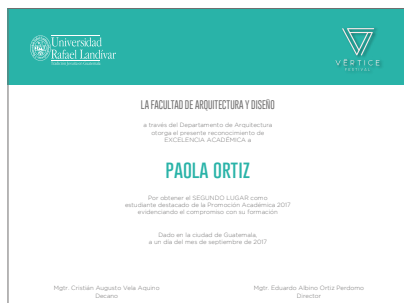 Universidad
Rafael Landívar
VÉRTICE
FESTIVAL
LA FACULTAD DE ARQUITECTURA Y DISEÑO
a través del Departamento de Arquitectura
otorga el presente reconocimiento de
EXCELENCIA ACADÉMICA a
PAOLA ORTIZ
Por obtener el SEGUNDO LUGAR como
estudiante destacado de la Promoción Académica 2017
evidenciando el compromiso con su formación
Dado en la ciudad de Guatemala,
a un día del mes de septiembre de 2017
Mgtr. Cristián Augusto Vela Aquino
Decano
Mgtr. Eduardo Albino Ortiz Perdomo
Director